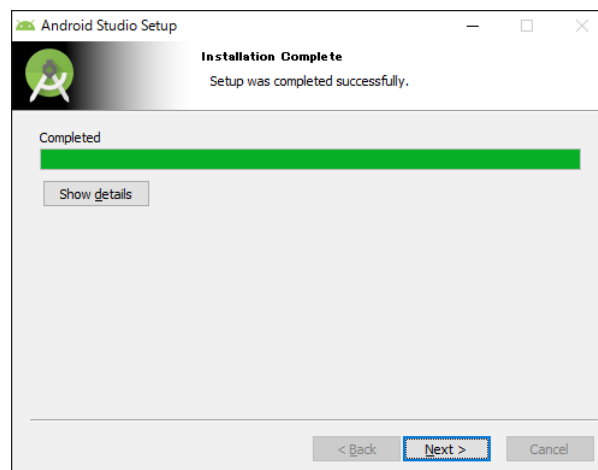 Android Studio Setup
Installation Complete
Setup was completed successfully.
Completed
Show details
< Back
Next >
Cancel